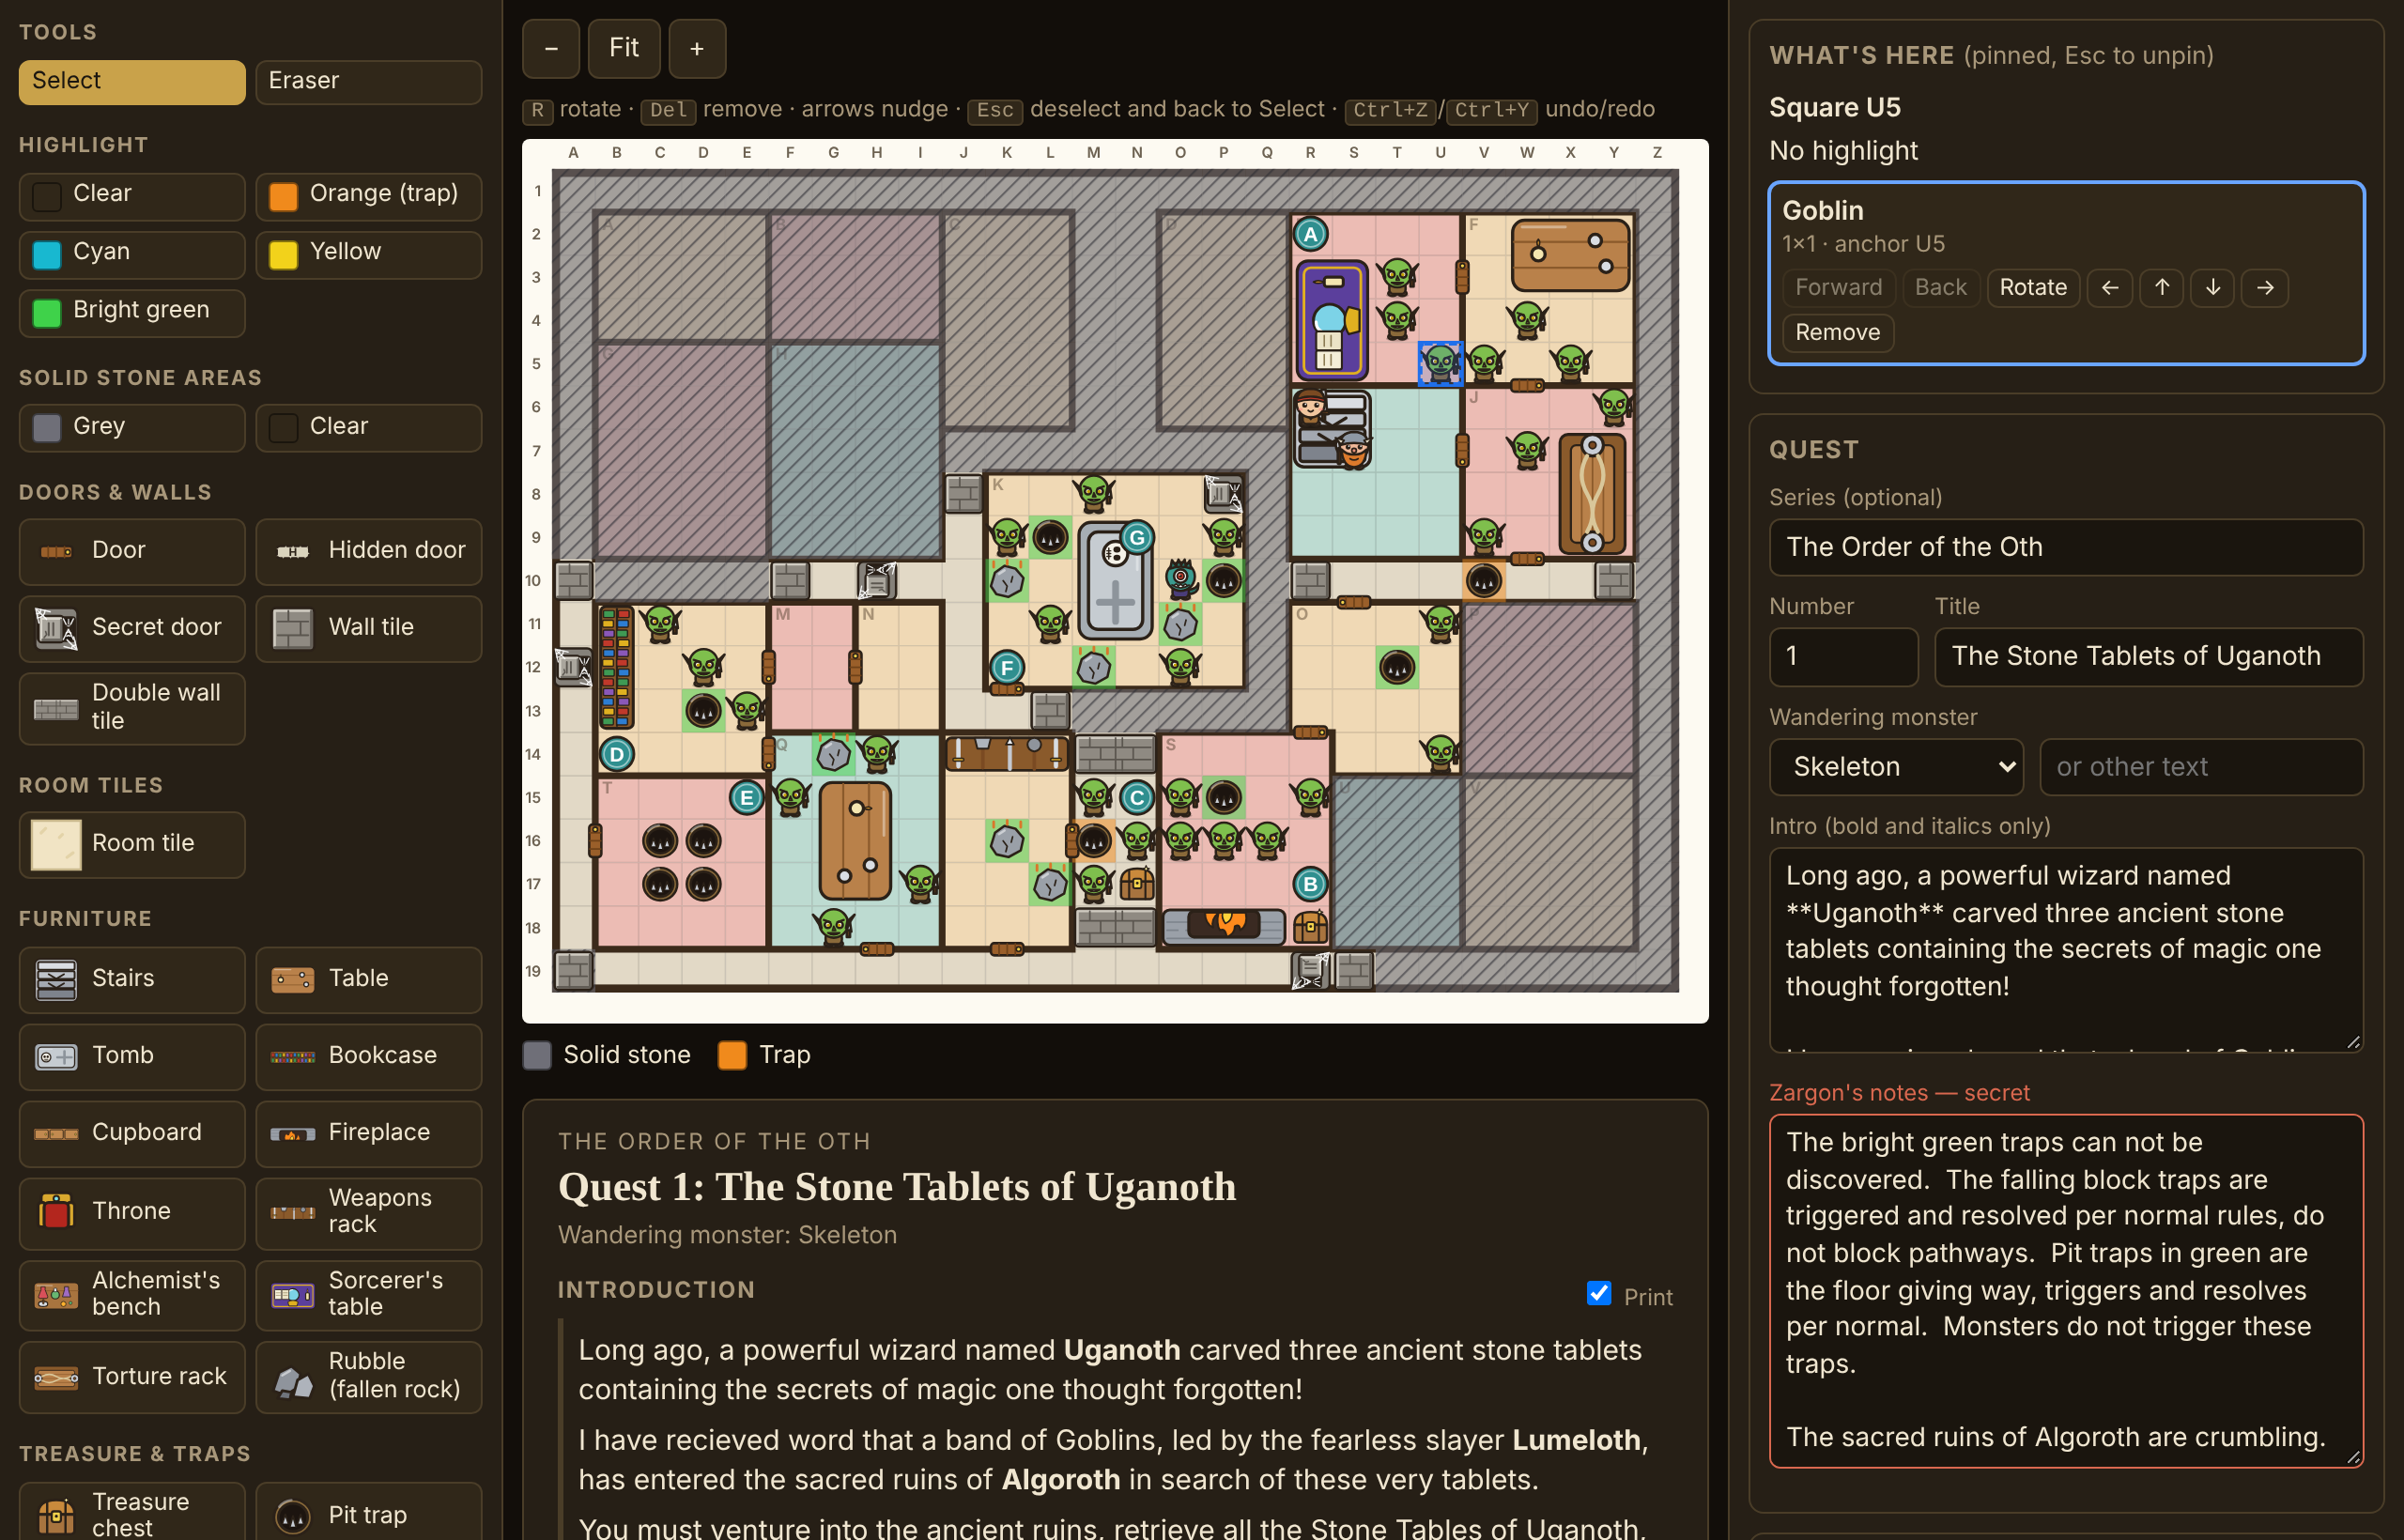 TOOLS
Select
Eraser
HIGHLIGHT
Clear
Orange (trap)
Cyan
Yellow
Bright green
SOLID STONE AREAS
Grey
Clear
DOORS & WALLS
Door
Hidden door
Secret door
Wall tile
Double wall
tile
ROOM TILES
Room tile
FURNITURE
Stairs
Table
Tomb
Bookcase
Cupboard
Fireplace
Throne
Weapons
rack
Alchemist's
bench
Sorcerer's
table
Torture rack
Rubble
(fallen rock)
TREASURE & TRAPS
Treasure
chest
Pit trap
− Fit +
R rotate · Del remove · arrows nudge · Esc deselect and back to Select · Ctrl+Z/Ctrl+Y undo/redo
A B C D E F G H I J K L M N O P Q R S T U V W X Y Z
1
2
3
4
5
6
7
8
9
10
11
12
13
14
15
16
17
18
19
A B C D A F
G H
J
K
G
M N O
F
D Q S
T E C U V
B
Solid stone
Trap
THE ORDER OF THE OTH
Quest 1: The Stone Tablets of Uganoth
Wandering monster: Skeleton
INTRODUCTION
Print
Long ago, a powerful wizard named Uganoth carved three ancient stone tablets
containing the secrets of magic one thought forgotten!
I have recieved word that a band of Goblins, led by the fearless slayer Lumeloth,
has entered the sacred ruins of Algoroth in search of these very tablets.
You must venture into the ancient ruins, retrieve all the Stone Tables of Uganoth,
WHAT'S HERE (pinned, Esc to unpin)
Square U5
No highlight
Goblin
1×1 · anchor U5
Forward Back Rotate ← ↑ ↓ →
Remove
QUEST
Series (optional)
The Order of the Oth
Number Title
1 The Stone Tablets of Uganoth
Wandering monster
Skeleton or other text
Intro (bold and italics only)
Long ago, a powerful wizard named
**Uganoth** carved three ancient stone
tablets containing the secrets of magic one
thought forgotten!
Zargon's notes — secret
The bright green traps can not be
discovered.  The falling block traps are
triggered and resolved per normal rules, do
not block pathways.  Pit traps in green are
the floor giving way, triggers and resolves
per normal.  Monsters do not trigger these
traps.
The sacred ruins of Algoroth are crumbling.